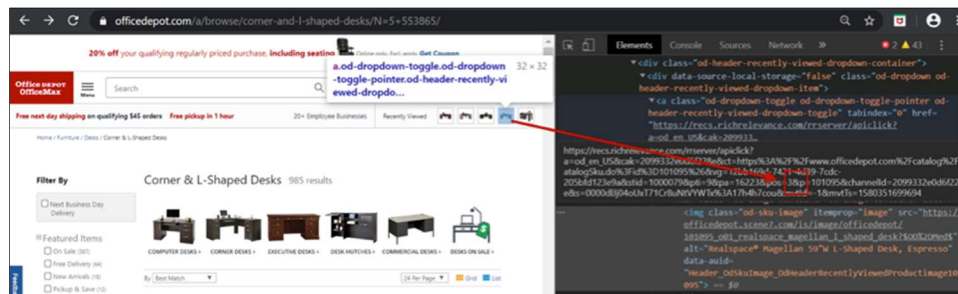 officedepot.com/a/browse/corner-and-l-shaped-desks/N=5+553865/
20% off your qualifying regularly priced purchase, including seating
Get Coupon
a.od-dropdown-toggle.od-dropdown
-toggle-pointer.od-header-recently-vi
ewed-dropdo...
32 × 32
Office DEPOT
OfficeMax
Menu
Search
Free next-day shipping on qualifying $45 orders Free pickup in 1 hour
20+ Employee Businesses
Recently Viewed
Home / Furniture / Desks / Corner & L-Shaped Desks
Filter By
Next Business Day
Delivery
Featured Items
On Sale
Free Delivery
New Arrivals
Pickup & Save
Corner & L-Shaped Desks 985 results
COMPUTER DESKS
CORNER DESKS
EXECUTIVE DESKS
DESK HUTCHES
COMMERCIAL DESKS
DESKS ON SALE
By Best Match
24 Per Page
Grid
List
Elements
Console
Sources
Network
»
2
43
<div class="od-header-recently-viewed-dropdown-container">
<div data-source-local-storage="false" class="od-dropdown od-
header-recently-viewed-dropdown-item">
<a class="od-dropdown-toggle od-dropdown-toggle-pointer od-
header-recently-viewed-dropdown-toggle" tabindex="0" href=
"https://recs.richrelevance.com/rrserver/apiclick?
a=od_en_US&cak=209933…
https://recs.richrelevance.com/rrserver/apiclick?
<img class="od-sku-image" itemprop="image" src="https:/
/officedepot.scene7.com/is/image/officedepot/
101095_o01_realspace_magellan_l_shaped_desk?$OD%20Med$"
alt="Realspace® Magellan 59"W L-Shaped Desk, Espresso"
data-auid=
"Header_OdSkuImage_OdHeaderRecentlyViewedProductimage10
095"> == $0